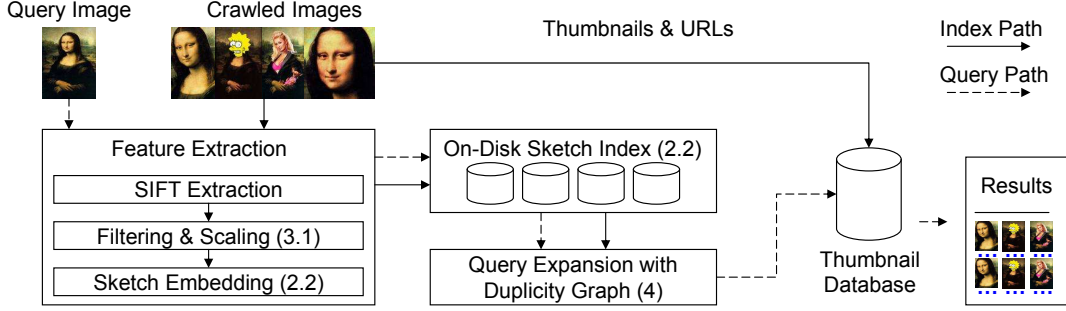 Query Image
Crawled Images
Thumbnails & URLs
Index Path
Query Path
Feature Extraction
SIFT Extraction
Filtering & Scaling (3.1)
Sketch Embedding (2.2)
On-Disk Sketch Index (2.2)
Query Expansion with
Duplicity Graph (4)
Thumbnail
Database
Results